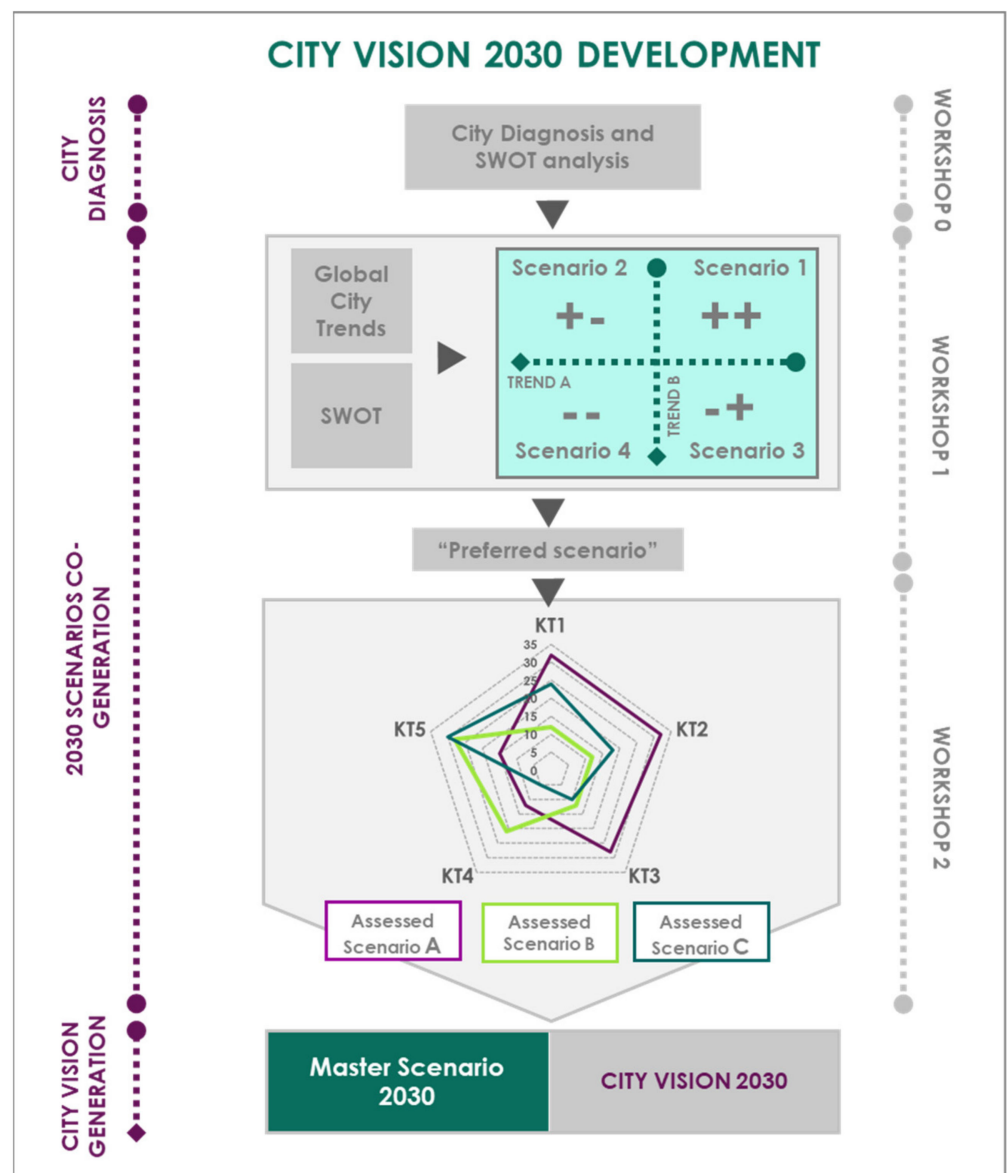 CITY VISION 2030 DEVELOPMENT
CITY
DIAGNOSIS
City Diagnosis and
SWOT analysis
WORKSHOP 0
Global
City
Trends
SWOT
Scenario 2
Scenario 1
+-
++
TREND A
TREND B
--
-+
Scenario 4
Scenario 3
WORKSHOP 1
2030 SCENARIOS CO-
GENERATION
“Preferred scenario”
KT1
35
30
25
20
15
10
5
0
KT5
KT2
KT4
KT3
WORKSHOP 2
Assessed
Scenario A
Assessed
Scenario B
Assessed
Scenario C
CITY VISION
GENERATION
Master Scenario
2030
CITY VISION 2030